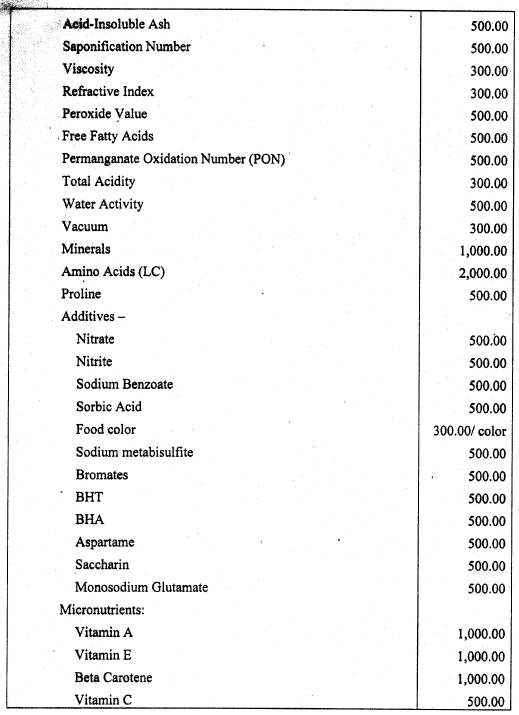 Acid-Insoluble Ash 500.00
Saponification Number 500.00
Viscosity 300.00
Refractive Index 300.00
Peroxide Value 500.00
Free Fatty Acids 500.00
Permanganate Oxidation Number (PON) 500.00
Total Acidity 300.00
Water Activity 500.00
Vacuum 300.00
Minerals 1,000.00
Amino Acids (LC) 2,000.00
Proline 500.00
Additives –
Nitrate 500.00
Nitrite 500.00
Sodium Benzoate 500.00
Sorbic Acid 500.00
Food color 300.00/ color
Sodium metabisulfite 500.00
Bromates 500.00
BHT 500.00
BHA 500.00
Aspartame 500.00
Saccharin 500.00
Monosodium Glutamate 500.00
Micronutrients:
Vitamin A 1,000.00
Vitamin E 1,000.00
Beta Carotene 1,000.00
Vitamin C 500.00